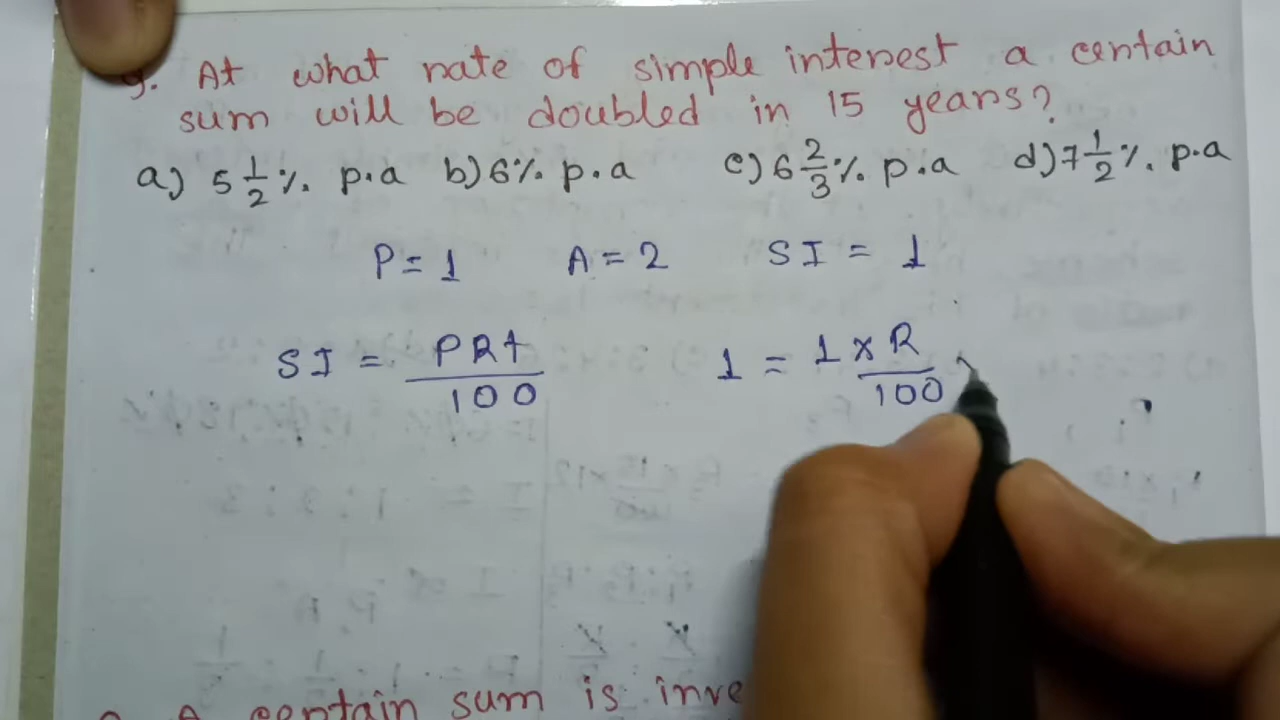 9. At what rate of simple interest a certain
sum will be doubled in 15 years?
a) 5 1/2 %. p.a b) 6%. p.a c) 6 2/3 %. p.a d) 7 1/2 %. p.a
P = 1 A = 2 SI = 1
SI = PRt/100 1 = 1 x R/100
A certain sum is inve